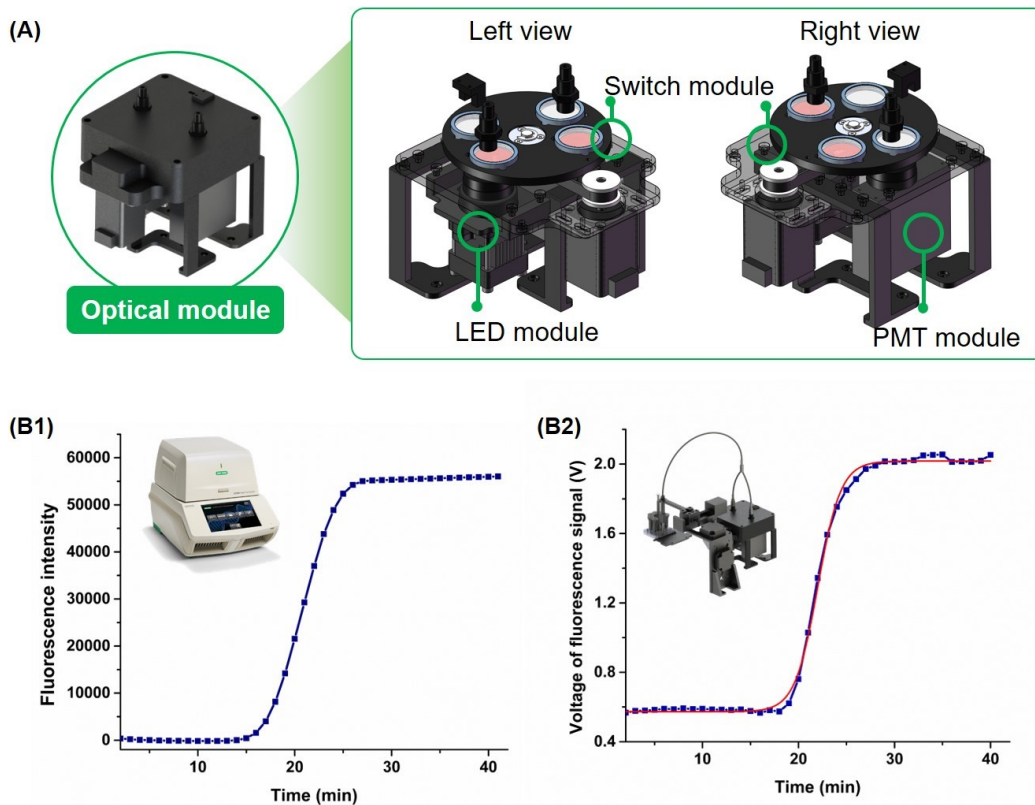 (A)
Left view
Right view
Switch module
Optical module
LED module
PMT module
(B1)
60000
50000
40000
30000
20000
10000
0
Fluorescence intensity
10
20
30
40
Time (min)
(B2)
2.0
1.6
1.2
0.8
0.4
Voltage of fluorescence signal (V)
10
20
30
40
Time (min)